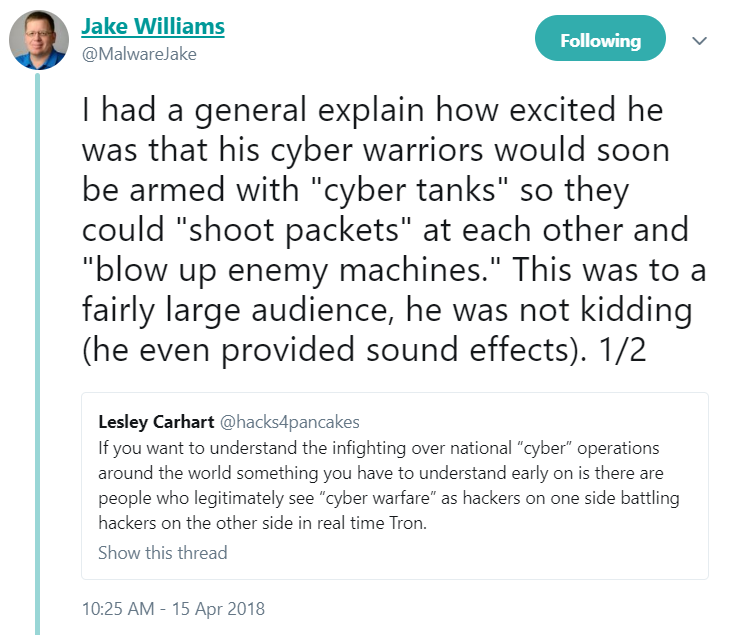 Jake Williams
@MalwareJake
Following
I had a general explain how excited he
was that his cyber warriors would soon
be armed with "cyber tanks" so they
could "shoot packets" at each other and
"blow up enemy machines." This was to a
fairly large audience, he was not kidding
(he even provided sound effects). 1/2
Lesley Carhart @hacks4pancakes
If you want to understand the infighting over national “cyber” operations
around the world something you have to understand early on is there are
people who legitimately see “cyber warfare” as hackers on one side battling
hackers on the other side in real time Tron.
Show this thread
10:25 AM - 15 Apr 2018